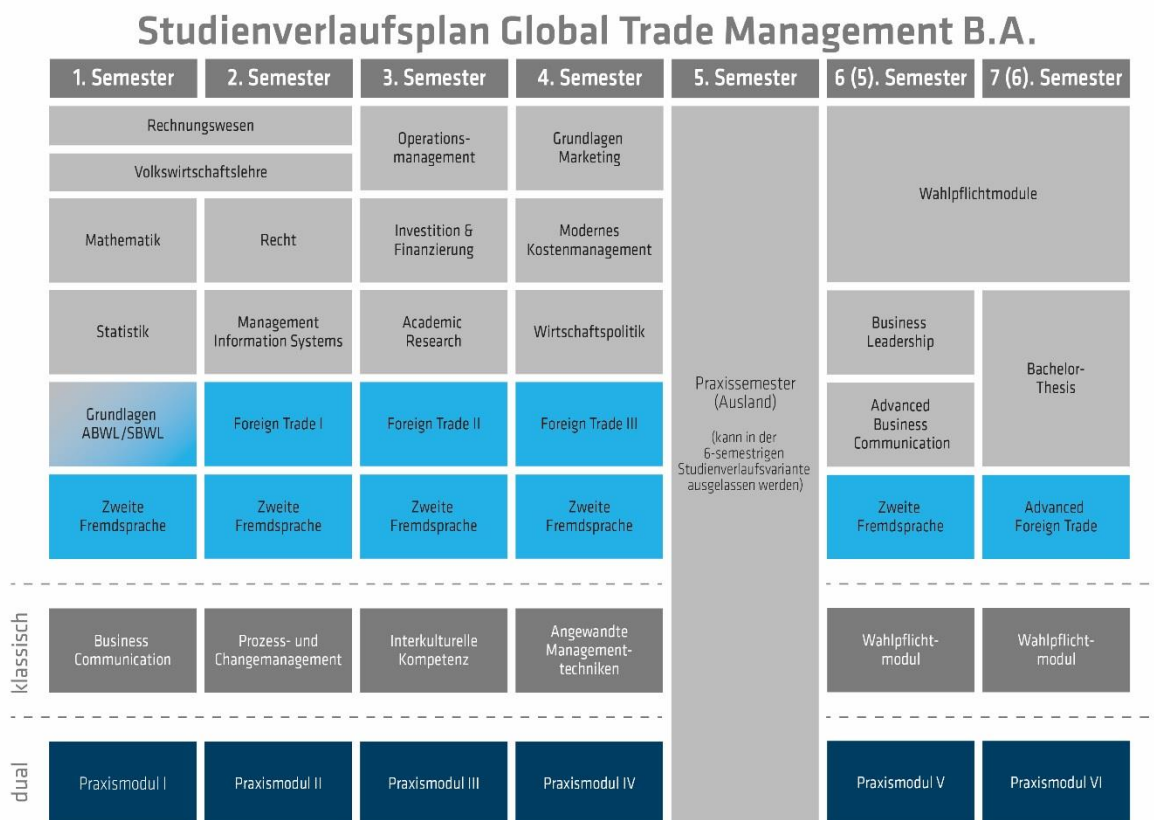 Studienverlaufsplan Global Trade Management B.A.
1. Semester
2. Semester
3. Semester
4. Semester
5. Semester
6 (5). Semester
7 (6). Semester
Rechnungswesen
Volkswirtschaftslehre
Operations-
management
Grundlagen
Marketing
Wahlpflichtmodule
Mathematik
Recht
Investition &
Finanzierung
Modernes
Kostenmanagement
Statistik
Management
Information Systems
Academic
Research
Wirtschaftspolitik
Praxissemester
(Ausland)
(kann in der
6-semestrigen
Studienverlaufsvariante
ausgelassen werden)
Business
Leadership
Bachelor-
Thesis
Grundlagen
ABWL/SBWL
Foreign Trade I
Foreign Trade II
Foreign Trade III
Advanced
Business
Communication
Zweite
Fremdsprache
Zweite
Fremdsprache
Zweite
Fremdsprache
Zweite
Fremdsprache
Zweite
Fremdsprache
Advanced
Foreign Trade
klassisch
Business
Communication
Prozess- und
Changemanagement
Interkulturelle
Kompetenz
Angewandte
Management-
techniken
Wahlpflicht-
modul
Wahlpflicht-
modul
dual
Praxismodul I
Praxismodul II
Praxismodul III
Praxismodul IV
Praxismodul V
Praxismodul VI